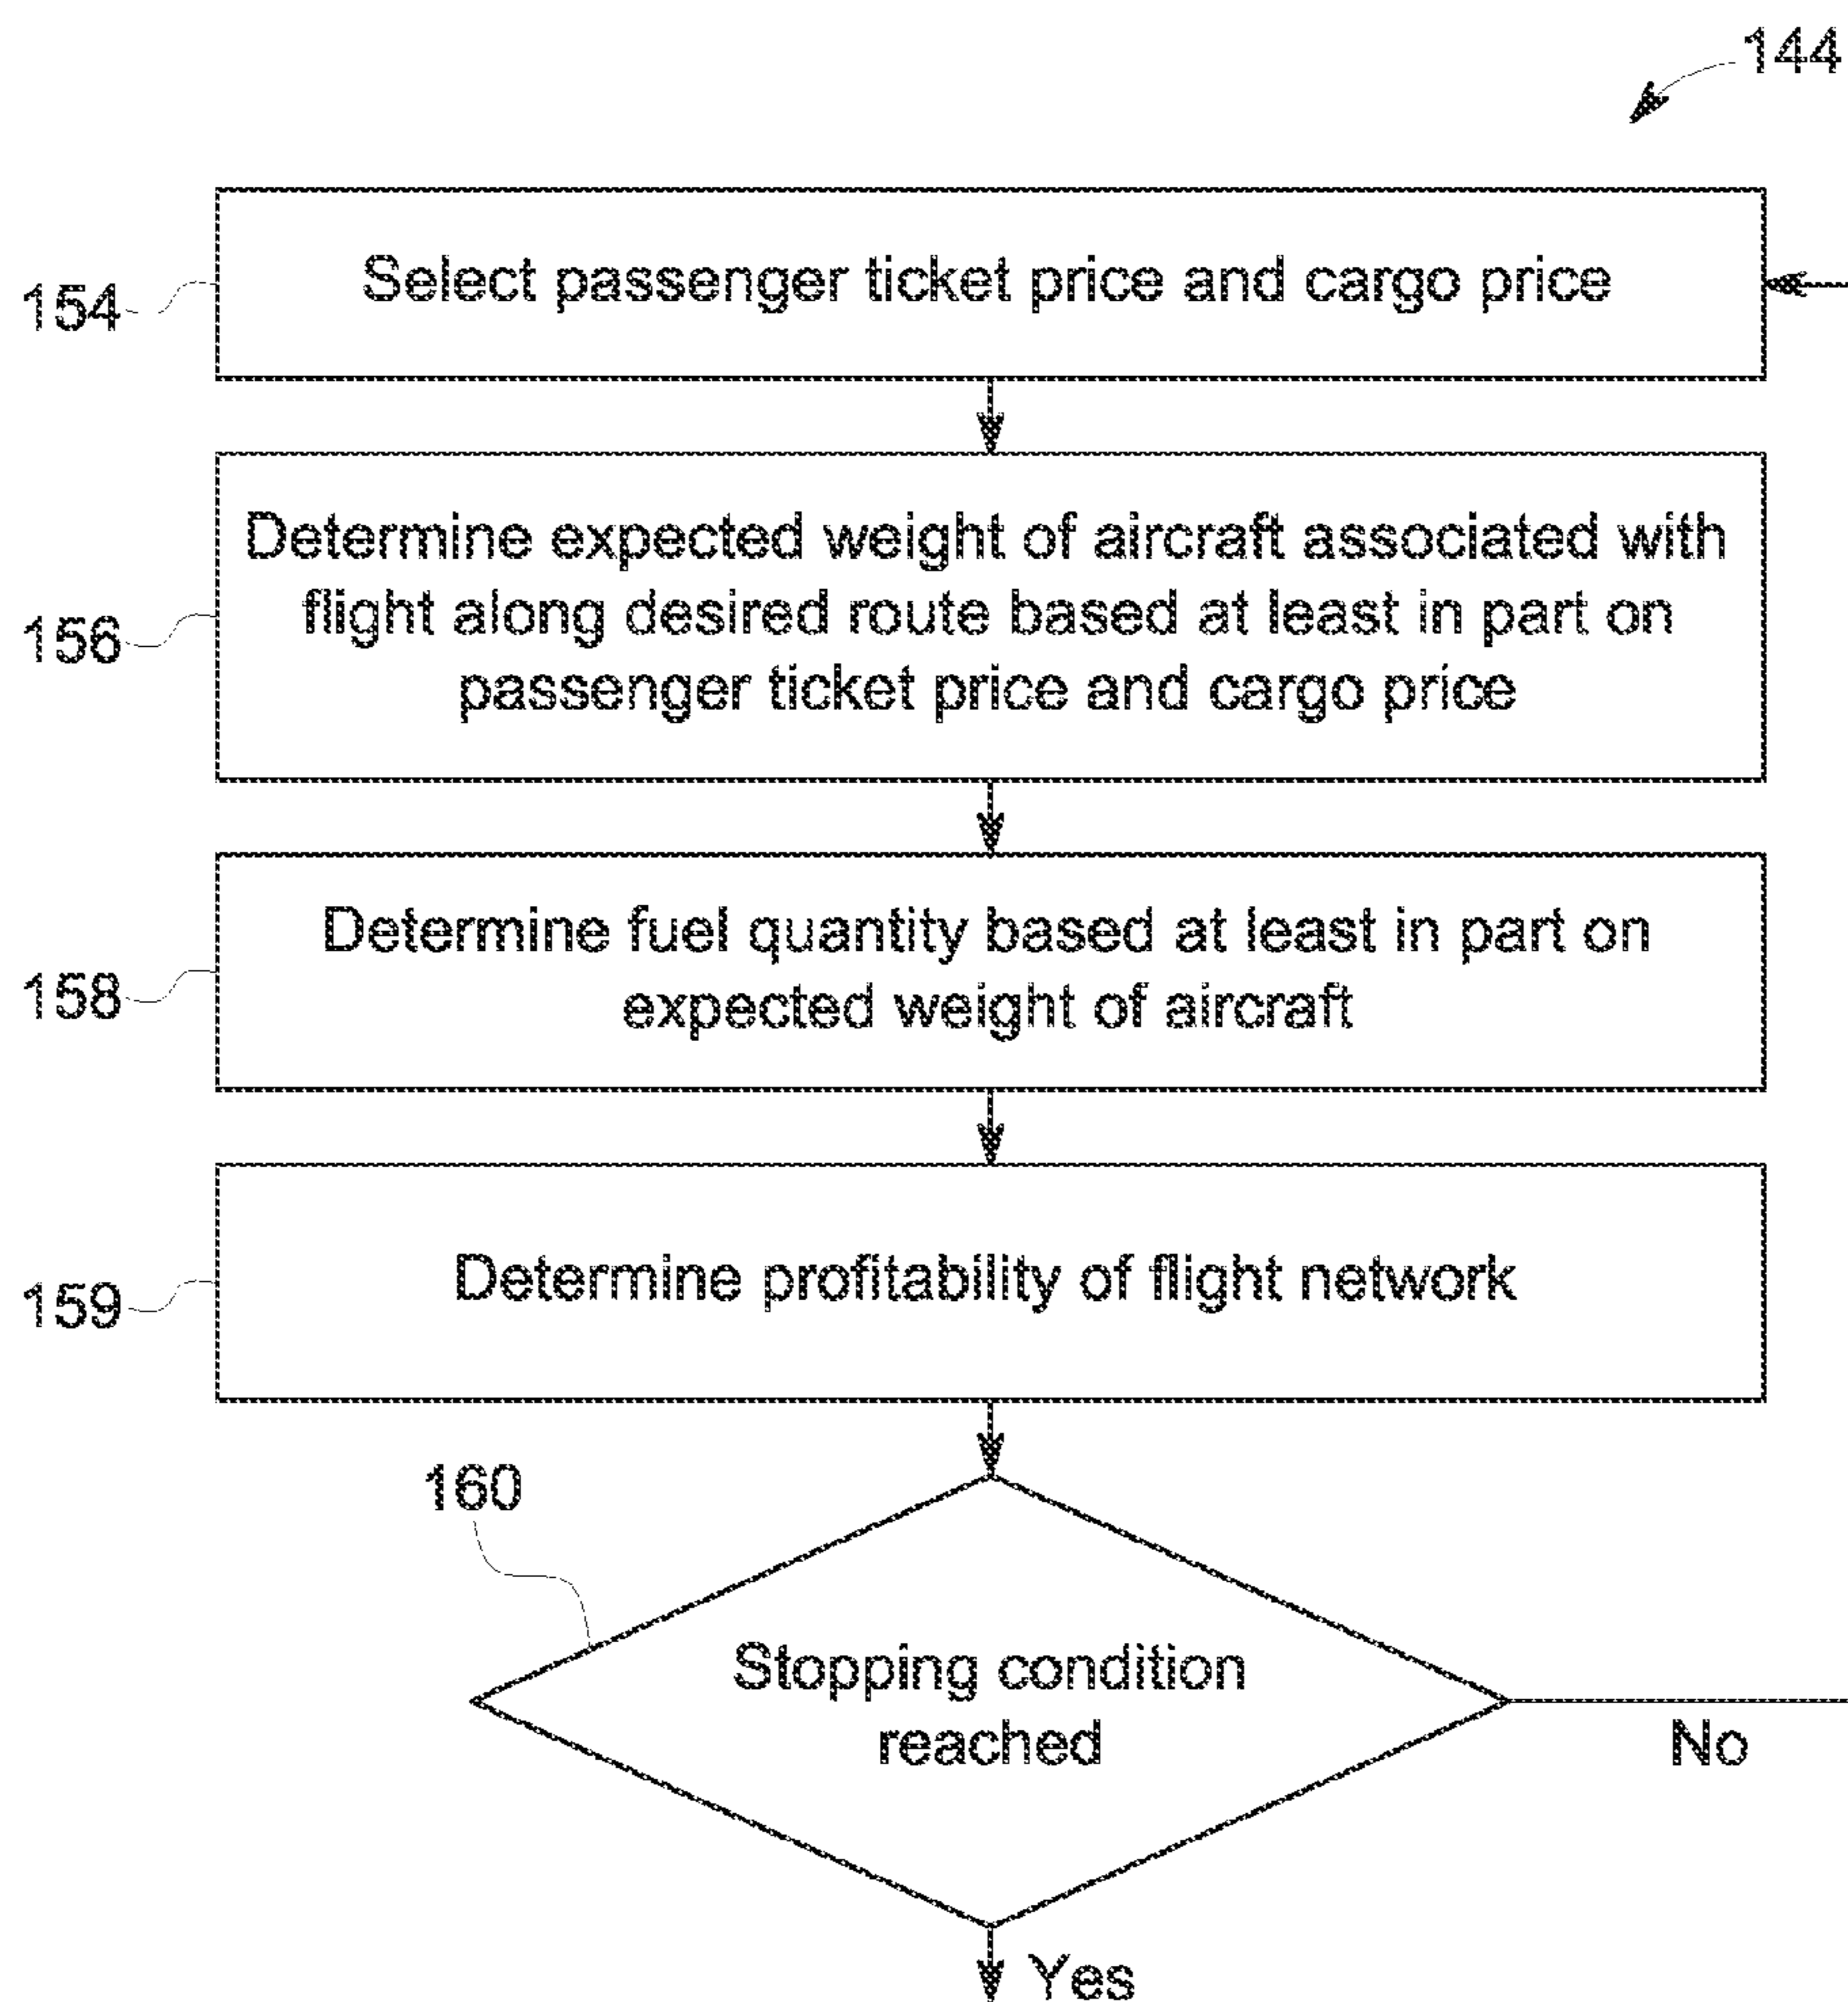 144
154
Select passenger ticket price and cargo price
156
Determine expected weight of aircraft associated with
flight along desired route based at least in part on
passenger ticket price and cargo price
158
Determine fuel quantity based at least in part on
expected weight of aircraft
159
Determine profitability of flight network
160
Stopping condition
reached
No
Yes